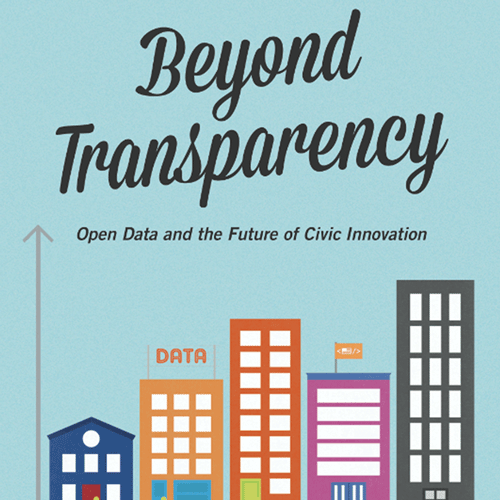 Beyond
Transparency
Open Data and the Future of Civic Innovation
DATA